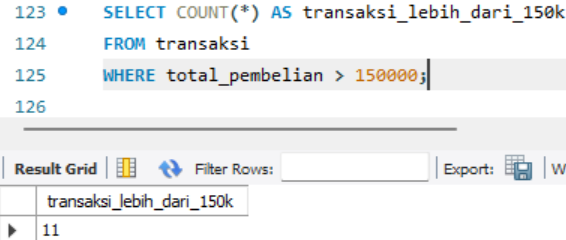 123 SELECT COUNT(*) AS transaksi_lebih_dari_150k
124 FROM transaksi
125 WHERE total_pembelian > 150000;
126
Result Grid Filter Rows: Export: W
transaksi_lebih_dari_150k
11